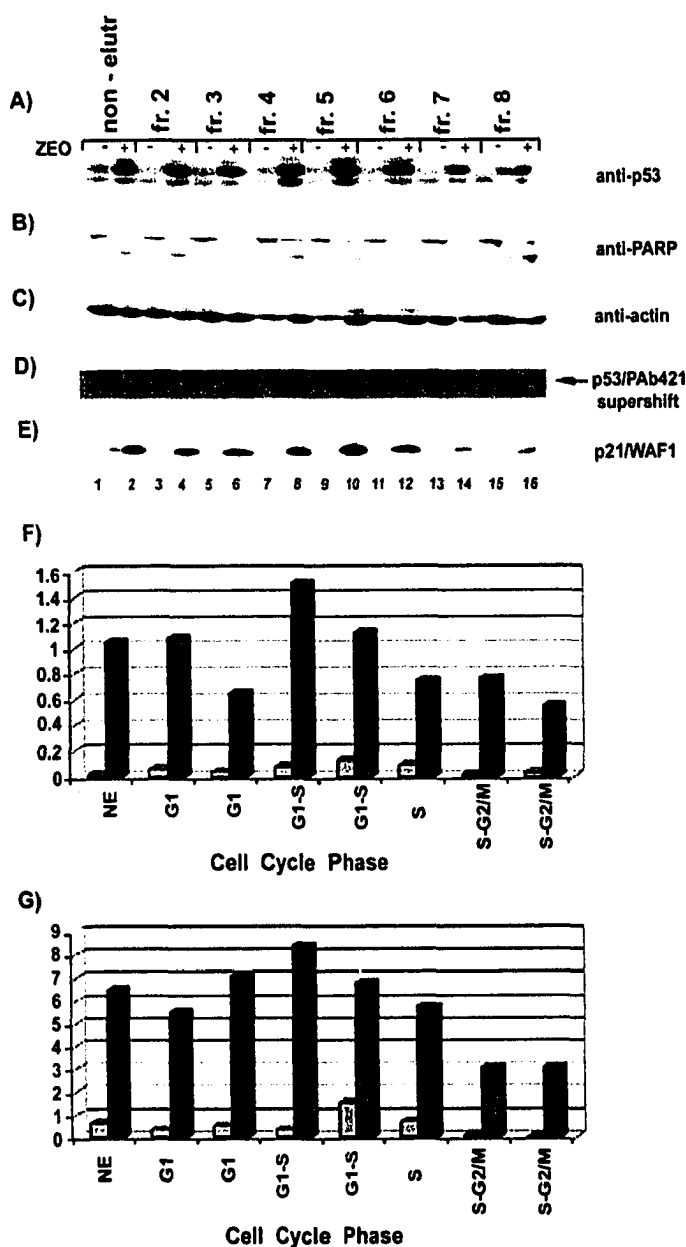 non - elutr fr. 2 fr. 3 fr. 4 fr. 5 fr. 6 fr. 7 fr. 8
A)
ZEO - + - + - + - + - + - + - + - +
anti-p53
B)
anti-PARP
C)
anti-actin
D)
p53/PAb421
supershift
E)
p21/WAF1
1 2 3 4 5 6 7 8 9 10 11 12 13 14 15 16
F)
1.6
1.4
1.2
1
0.8
0.6
0.4
0.2
0
NE G1 G1 G1-S G1-S S S-G2/M S-G2/M
Cell Cycle Phase
G)
9
8
7
6
5
4
3
2
1
0
NE G1 G1 G1-S G1-S S S-G2/M S-G2/M
Cell Cycle Phase